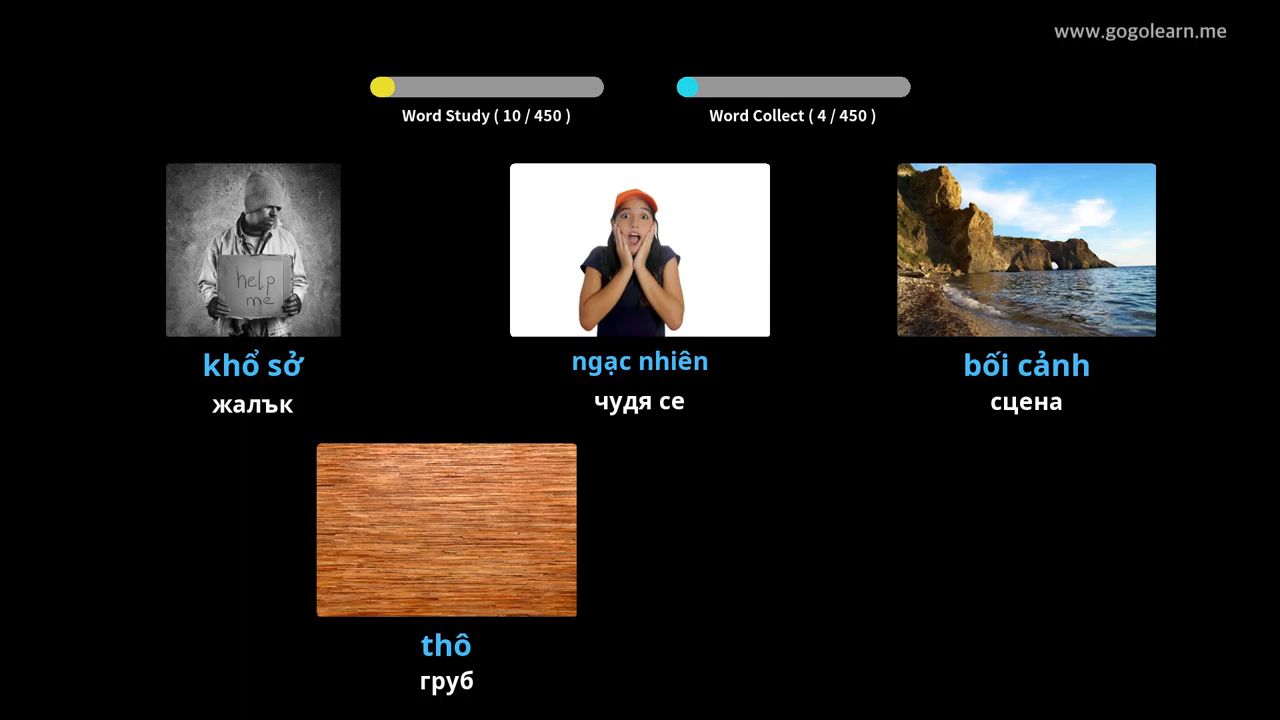 www.gogolearn.me
Word Study ( 10 / 450 )
Word Collect ( 4 / 450 )
help
me
khổ sở
жалък
ngạc nhiên
чудя се
bối cảnh
сцена
thô
груб